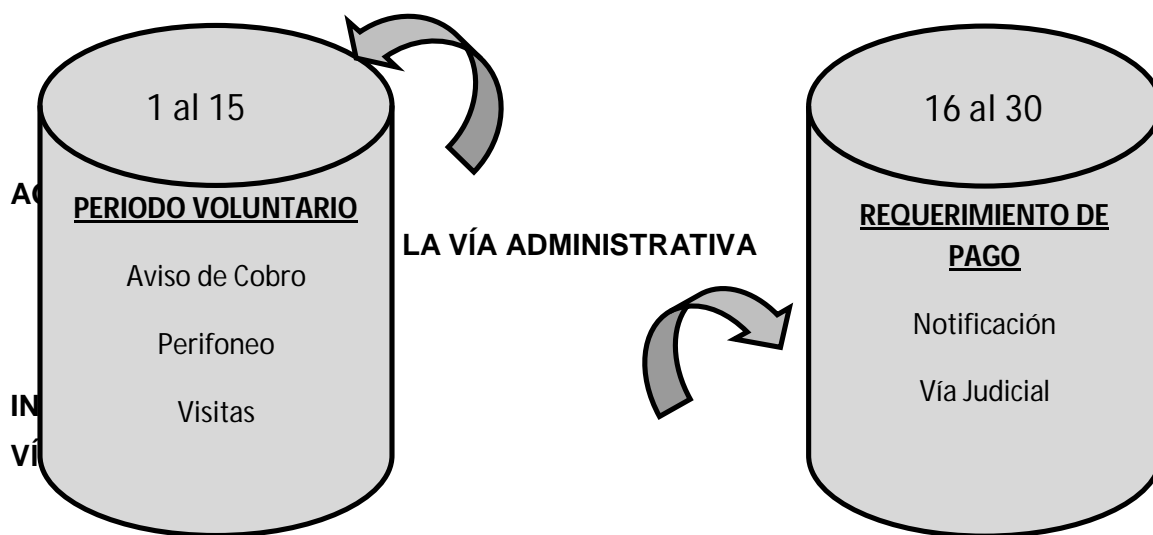 1 al 15
PERIODO VOLUNTARIO
Aviso de Cobro
Perifoneo
Visitas
LA VÍA ADMINISTRATIVA
16 al 30
REQUERIMIENTO DE
PAGO
Notificación
Vía Judicial